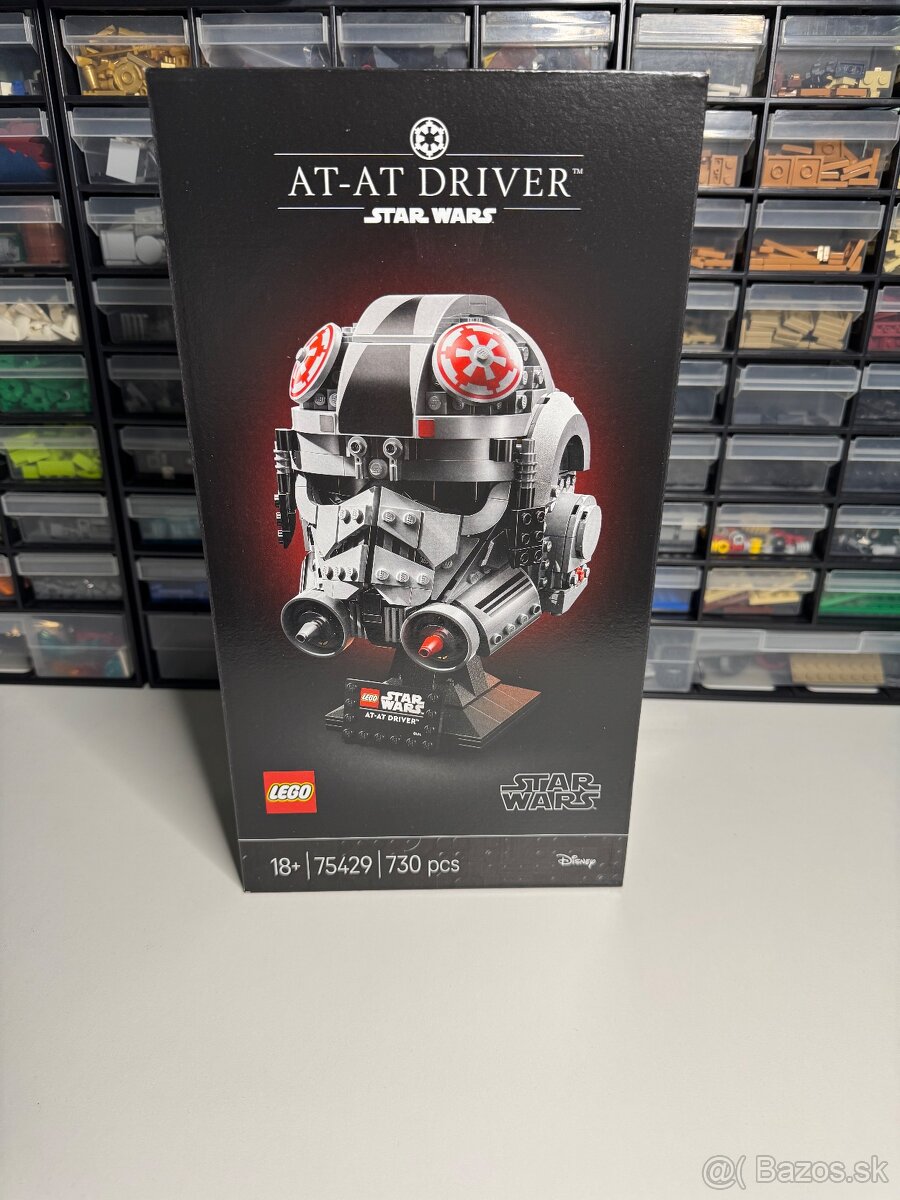 AT-AT DRIVER™
STAR WARS
LEGO STAR WARS
AT-AT DRIVER™
LEGO
STAR WARS
18+ | 75429 | 730 pcs
Disney
@( Bazos.sk